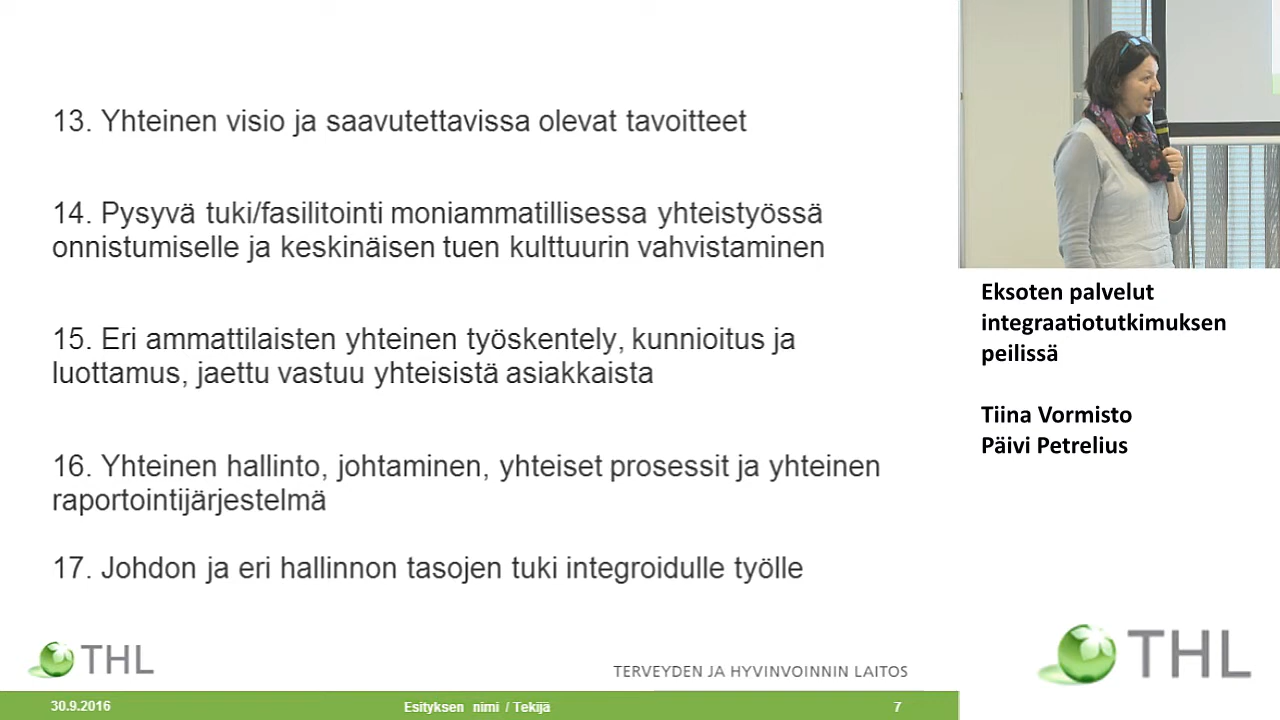 13. Yhteinen visio ja saavutettavissa olevat tavoitteet
14. Pysyvä tuki/fasilitointi moniammatillisessa yhteistyössä
onnistumiselle ja keskinäisen tuen kulttuurin vahvistaminen
15. Eri ammattilaisten yhteinen työskentely, kunnioitus ja
luottamus, jaettu vastuu yhteisistä asiakkaista
16. Yhteinen hallinto, johtaminen, yhteiset prosessit ja yhteinen
raportointijärjestelmä
17. Johdon ja eri hallinnon tasojen tuki integroidulle työlle
THL
TERVEYDEN JA HYVINVOINNIN LAITOS
30.9.2016
Esityksen nimi / Tekijä
7
Eksoten palvelut
integraatiotutkimuksen
peilissä
Tiina Vormisto
Päivi Petrelius
THL